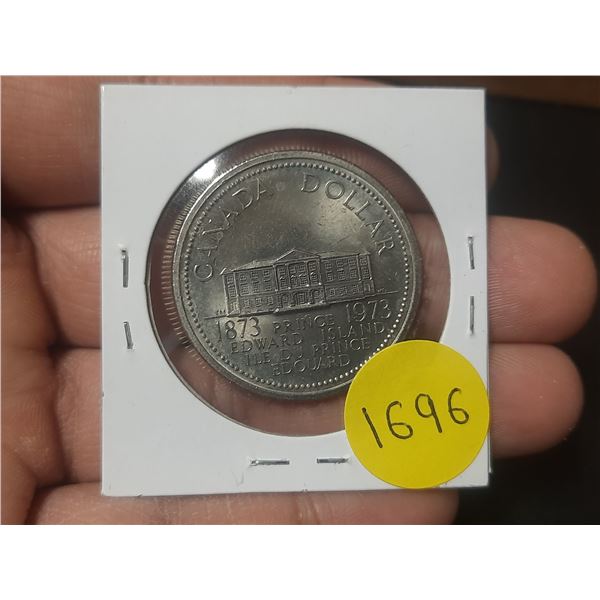 CANADA DOLLAR
1873 PRINCE 1973
EDWARD ISLAND
ILE DU PRINCE
EDOUARD
1696